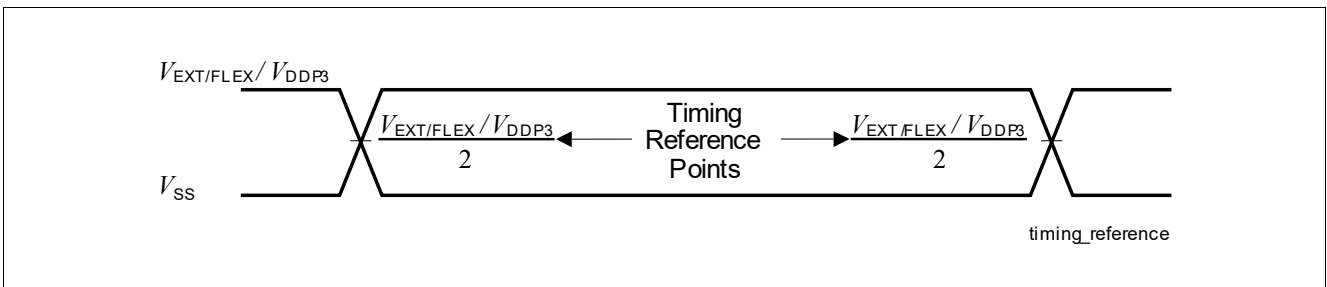 VEXT/FLEX / VDDP3
VEXT/FLEX / VDDP3
2
Timing
Reference
Points
VEXT/FLEX / VDDP3
2
VSS
timing_reference